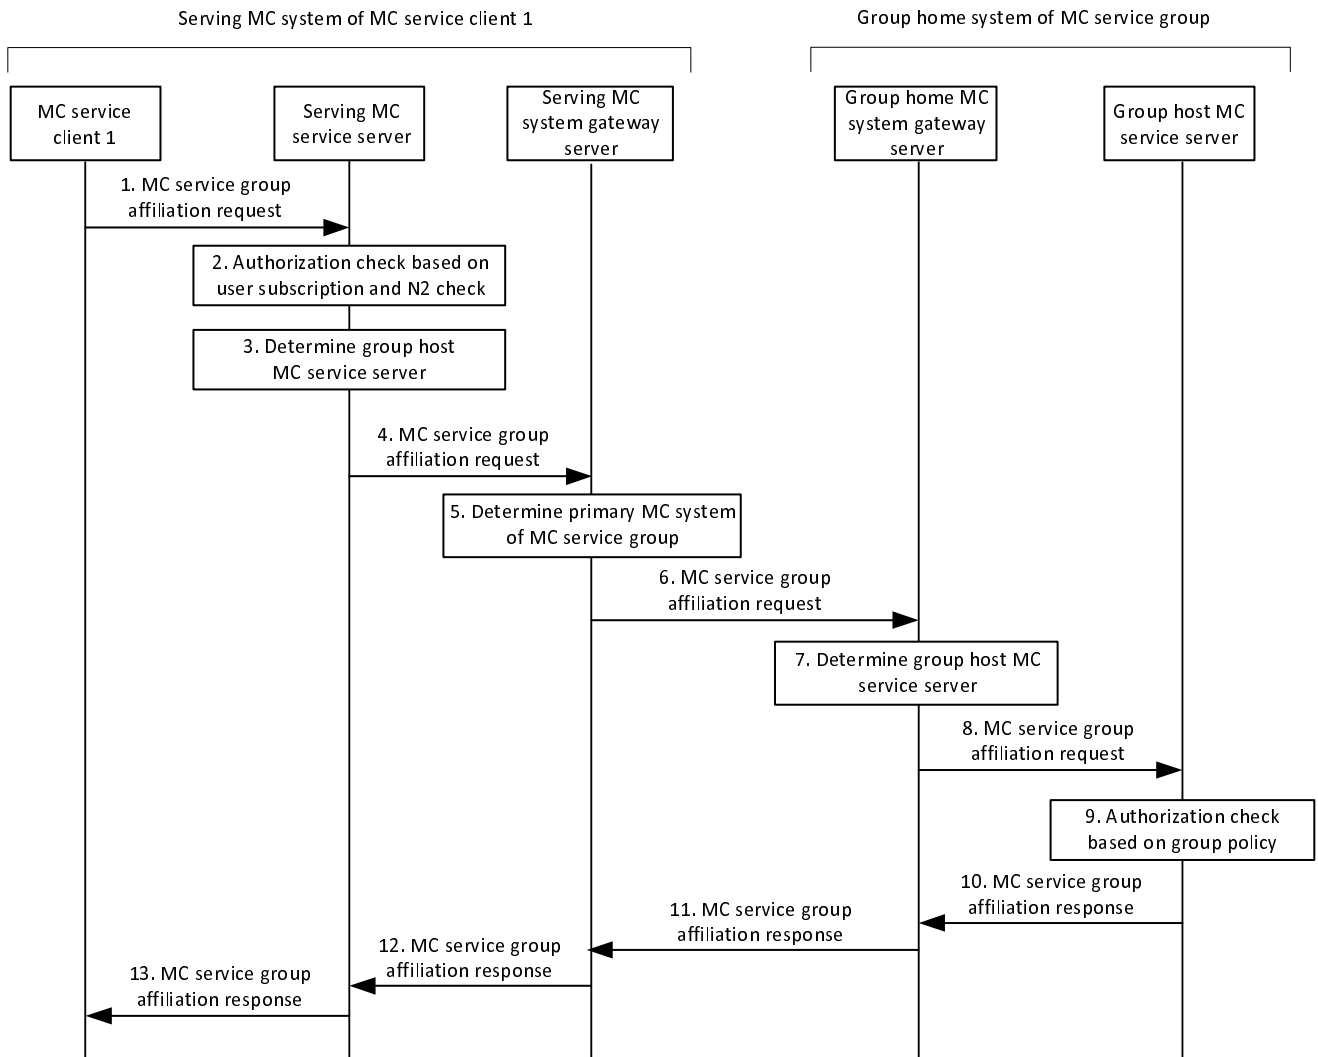 Serving MC system of MC service client 1
Group home system of MC service group
MC service
client 1
Serving MC
service server
Serving MC
system gateway
server
Group home MC
system gateway
server
Group host MC
service server
1. MC service group
affiliation request
2. Authorization check based on
user subscription and N2 check
3. Determine group host
MC service server
4. MC service group
affiliation request
5. Determine primary MC system
of MC service group
6. MC service group
affiliation request
7. Determine group host MC
service server
8. MC service group
affiliation request
9. Authorization check
based on group policy
10. MC service group
affiliation response
11. MC service group
affiliation response
12. MC service group
affiliation response
13. MC service group
affiliation response